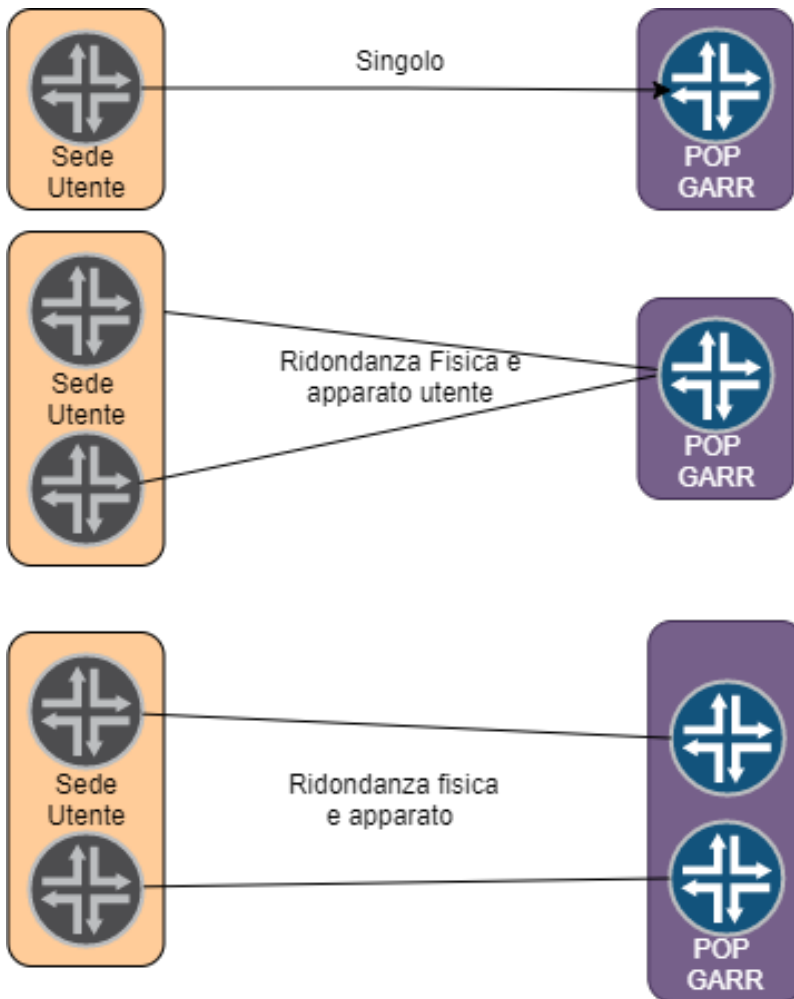 Singolo
Sede
Utente
POP
GARR
Ridondanza Fisica e
apparato utente
Sede
Utente
POP
GARR
Ridondanza fisica
e apparato
Sede
Utente
POP
GARR